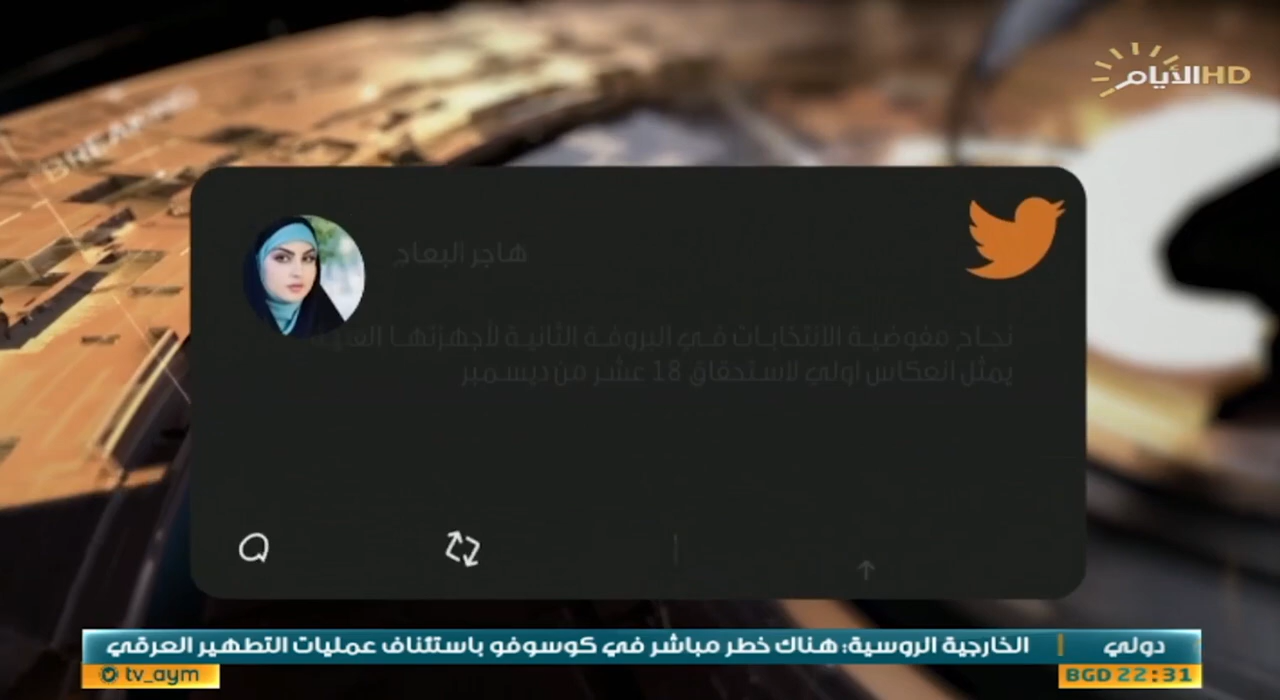 BREAKING
الأيام HD
هاجر البعاج
نجاح مفوضية الانتخابات في البروفة الثانية لأجهزتها
يمثل انعكاس اولي لاستحقاق 18 عشر من ديسمبر
دولي | الخارجية الروسية: هناك خطر مباشر في كوسوفو باستئناف عمليات التطهير العرقي
tv_aym
BGD 22:31